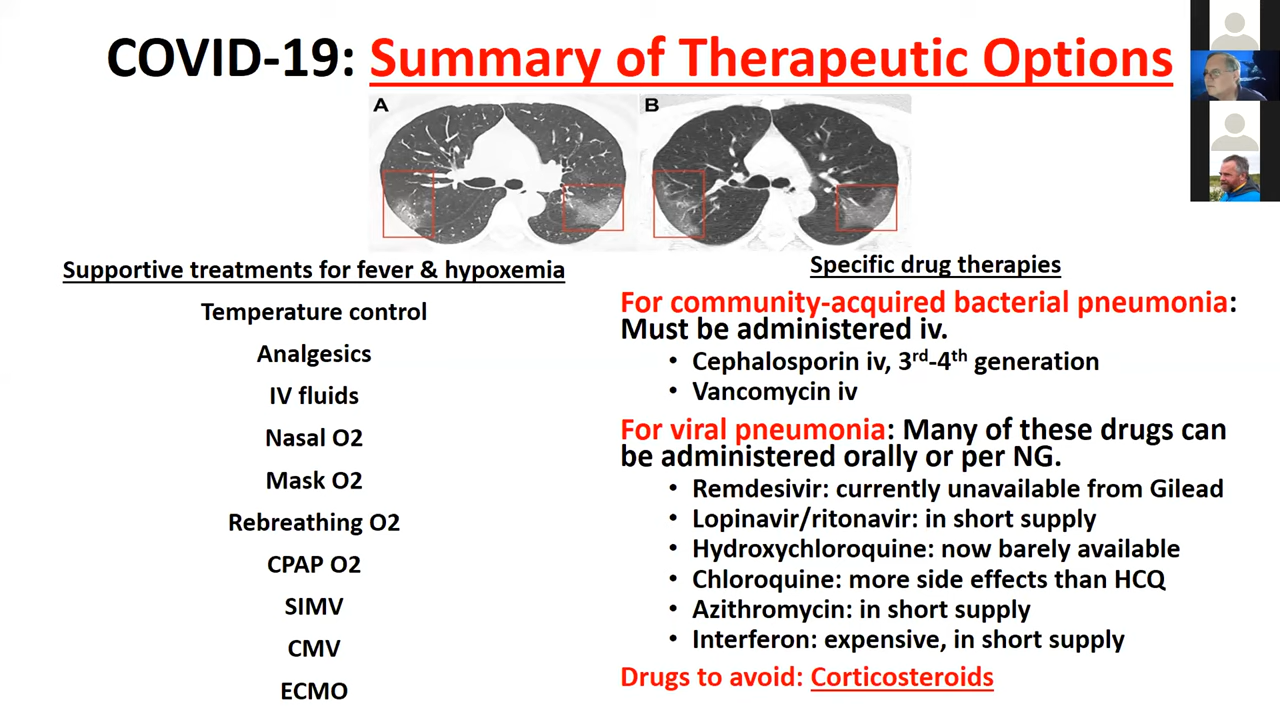 COVID-19: Summary of Therapeutic Options
A
B
Supportive treatments for fever & hypoxemia
Temperature control
Analgesics
IV fluids
Nasal O2
Mask O2
Rebreathing O2
CPAP O2
SIMV
CMV
ECMO
Specific drug therapies
For community-acquired bacterial pneumonia:
Must be administered iv.
• Cephalosporin iv, 3rd-4th generation
• Vancomycin iv
For viral pneumonia: Many of these drugs can
be administered orally or per NG.
• Remdesivir: currently unavailable from Gilead
• Lopinavir/ritonavir: in short supply
• Hydroxychloroquine: now barely available
• Chloroquine: more side effects than HCQ
• Azithromycin: in short supply
• Interferon: expensive, in short supply
Drugs to avoid: Corticosteroids